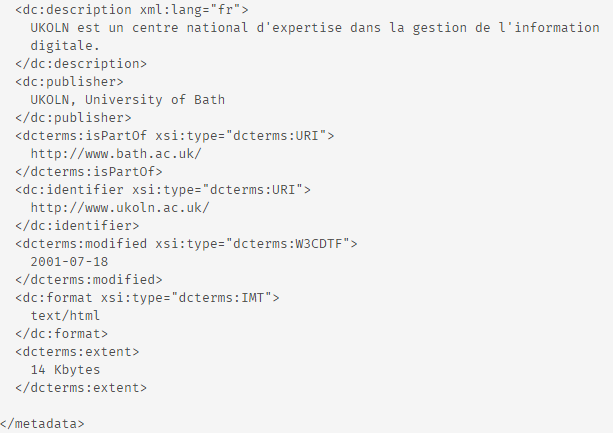 <dc:description xml:lang="fr">
UKOLN est un centre national d'expertise dans la gestion de l'information
digitale.
</dc:description>
<dc:publisher>
UKOLN, University of Bath
</dc:publisher>
<dcterms:isPartOf xsi:type="dcterms:URI">
http://www.bath.ac.uk/
</dcterms:isPartOf>
<dc:identifier xsi:type="dcterms:URI">
http://www.ukoln.ac.uk/
</dc:identifier>
<dcterms:modified xsi:type="dcterms:W3CDTF">
2001-07-18
</dcterms:modified>
<dc:format xsi:type="dcterms:IMT">
text/html
</dc:format>
<dcterms:extent>
14 Kbytes
</dcterms:extent>
</metadata>